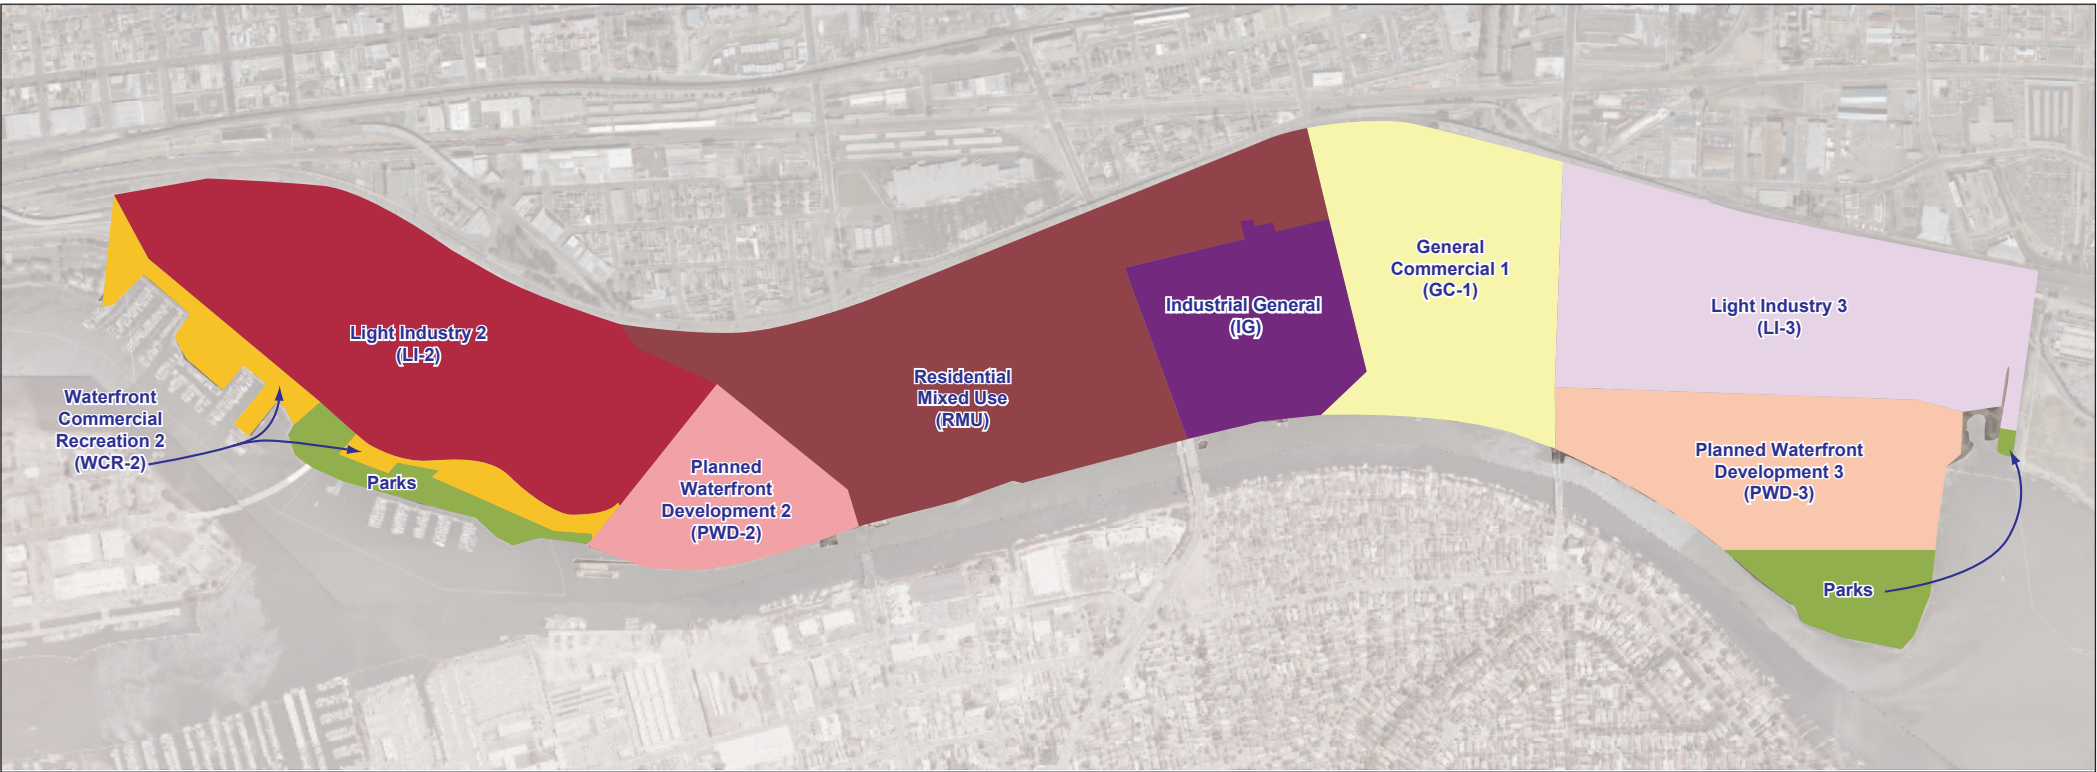 Light Industry 2
(LI-2)
Waterfront
Commercial
Recreation 2
(WCR-2)
Parks
Planned
Waterfront
Development 2
(PWD-2)
Residential
Mixed Use
(RMU)
Industrial General
(IG)
General
Commercial 1
(GC-1)
Light Industry 3
(LI-3)
Planned Waterfront
Development 3
(PWD-3)
Parks